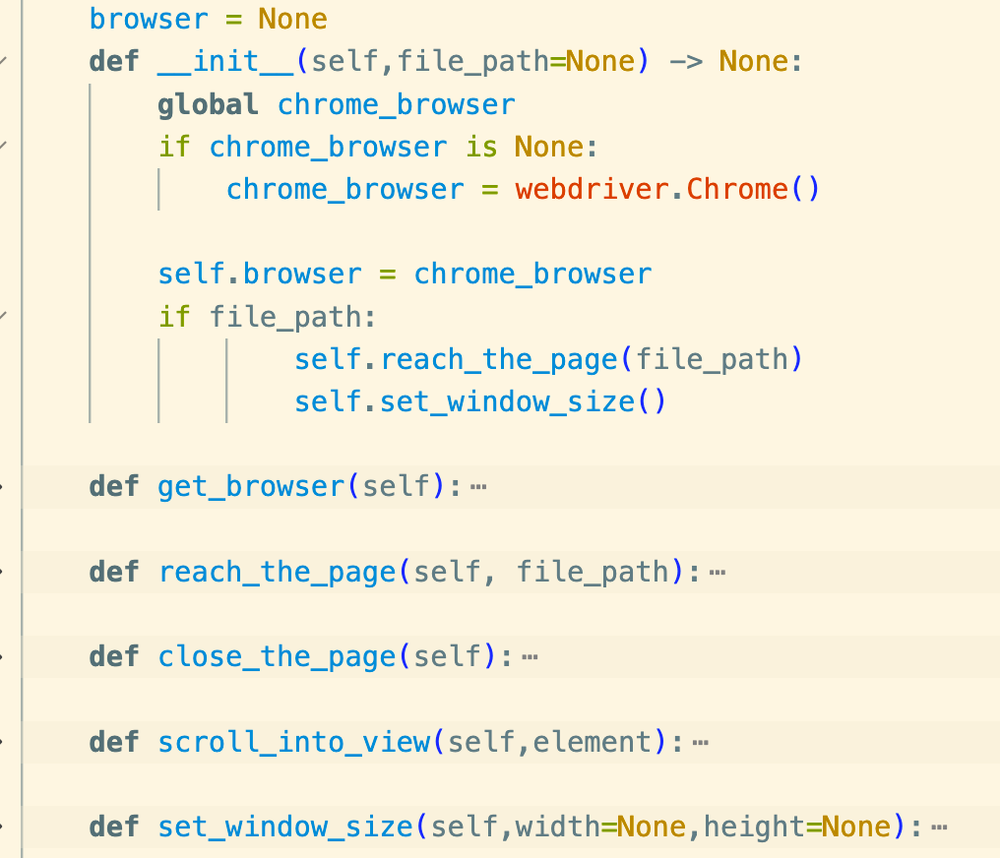 browser = None
def __init__(self,file_path=None) -> None:
global chrome_browser
if chrome_browser is None:
chrome_browser = webdriver.Chrome()
self.browser = chrome_browser
if file_path:
self.reach_the_page(file_path)
self.set_window_size()
def get_browser(self):⋯
def reach_the_page(self, file_path):⋯
def close_the_page(self):⋯
def scroll_into_view(self,element):⋯
def set_window_size(self,width=None,height=None):⋯